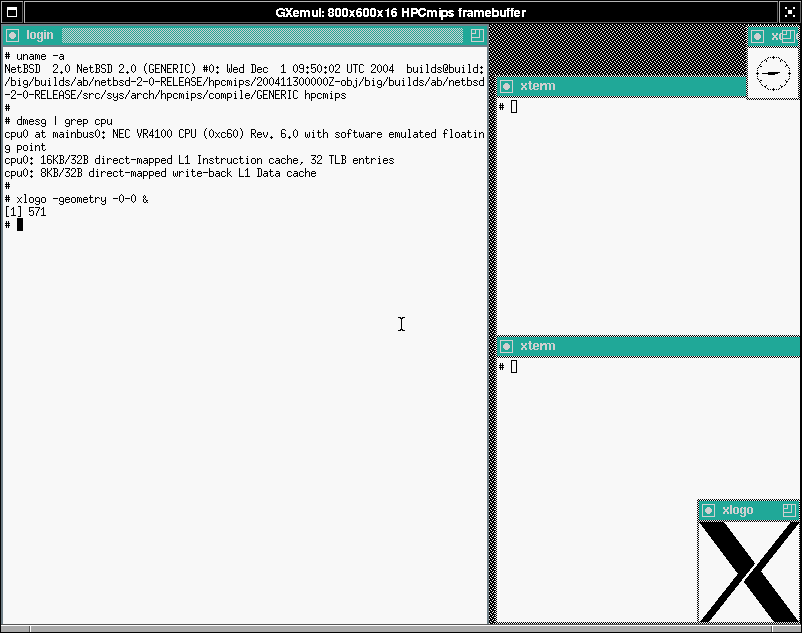 GXemul: 800x600x16 HPCmips framebuffer
login
# uname -a
NetBSD  2.0 NetBSD 2.0 (GENERIC) #0: Wed Dec  1 09:50:02 UTC 2004  builds@build:
/big/builds/ab/netbsd-2-0-RELEASE/hpcmips/200411300000Z-obj/big/builds/ab/netbsd
-2-0-RELEASE/src/sys/arch/hpcmips/compile/GENERIC hpcmips
#
# dmesg | grep cpu
cpu0 at mainbus0: NEC VR4100 CPU (0xc60) Rev. 6.0 with software emulated floatin
g point
cpu0: 16KB/32B direct-mapped L1 Instruction cache, 32 TLB entries
cpu0: 8KB/32B direct-mapped write-back L1 Data cache
#
# xlogo -geometry -0-0 &
[1] 571
#
xterm
#
xterm
#
xlogo